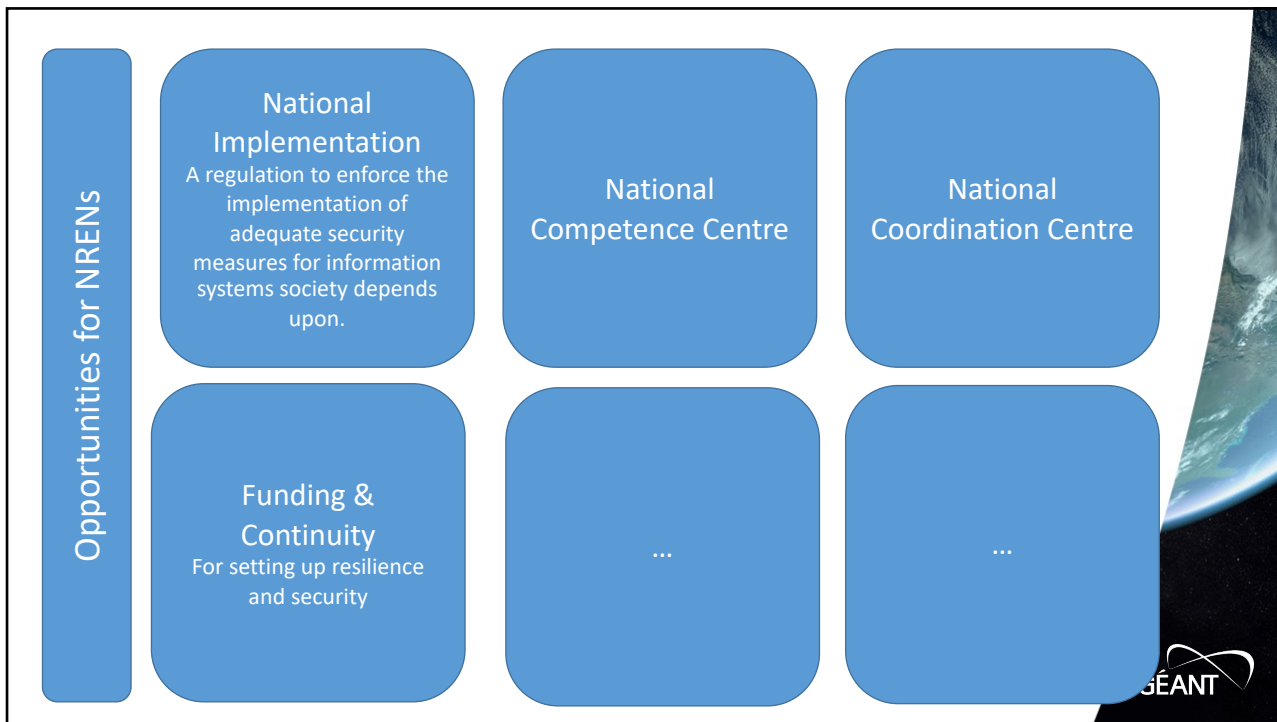 Opportunities for NRENs
National
Implementation
A regulation to enforce the
implementation of
adequate security
measures for information
systems society depends
upon.
National
Competence Centre
National
Coordination Centre
Funding &
Continuity
For setting up resilience
and security
...
...
GÉANT